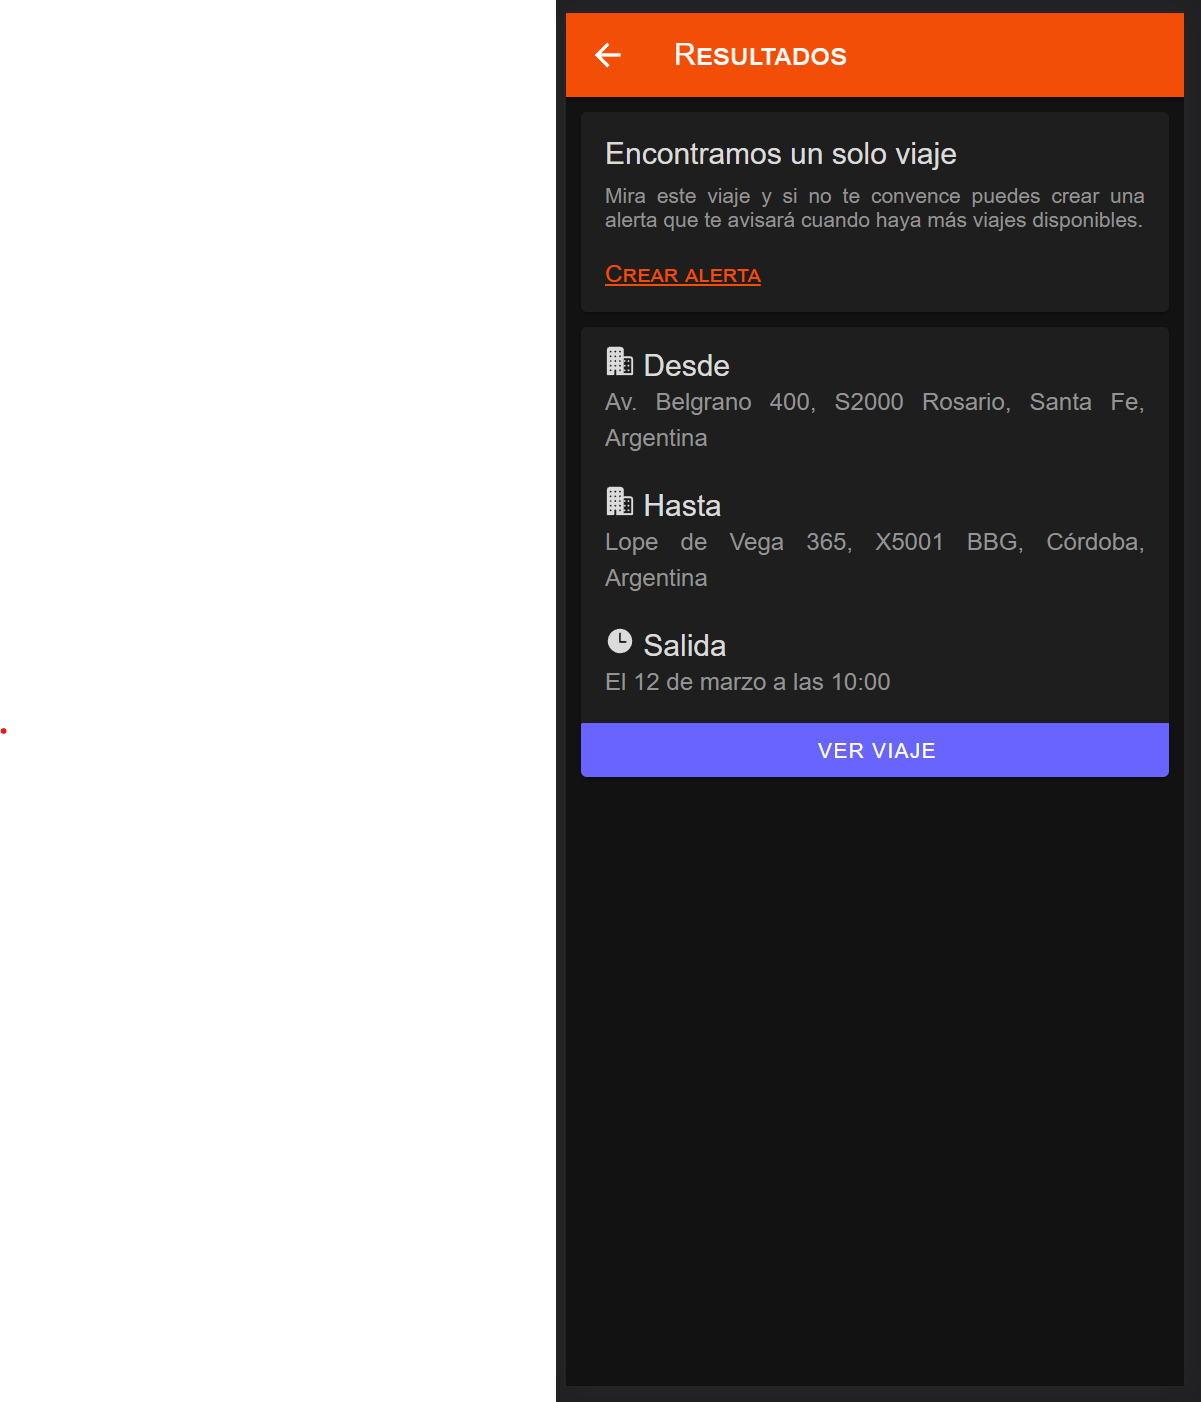 Resultados
Encontramos un solo viaje
Mira este viaje y si no te convence puedes crear una
alerta que te avisará cuando haya más viajes disponibles.
Crear alerta
Desde
Av. Belgrano 400, S2000 Rosario, Santa Fe,
Argentina
Hasta
Lope de Vega 365, X5001 BBG, Córdoba,
Argentina
Salida
El 12 de marzo a las 10:00
VER VIAJE